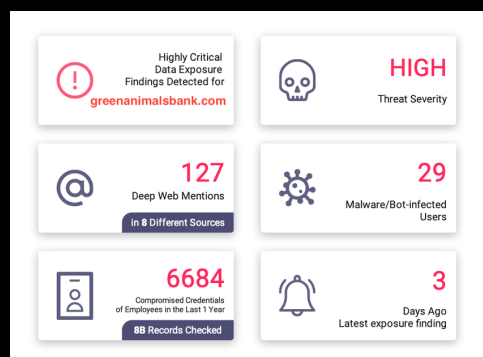 Highly Critical
Data Exposure
Findings Detected for
greenanimalsbank.com
HIGH
Threat Severity
127
Deep Web Mentions
in 8 Different Sources
29
Malware/Bot-infected
Users
6684
Compromised Credentials
of Employees in the Last 1 Year
8B Records Checked
3
Days Ago
Latest exposure finding